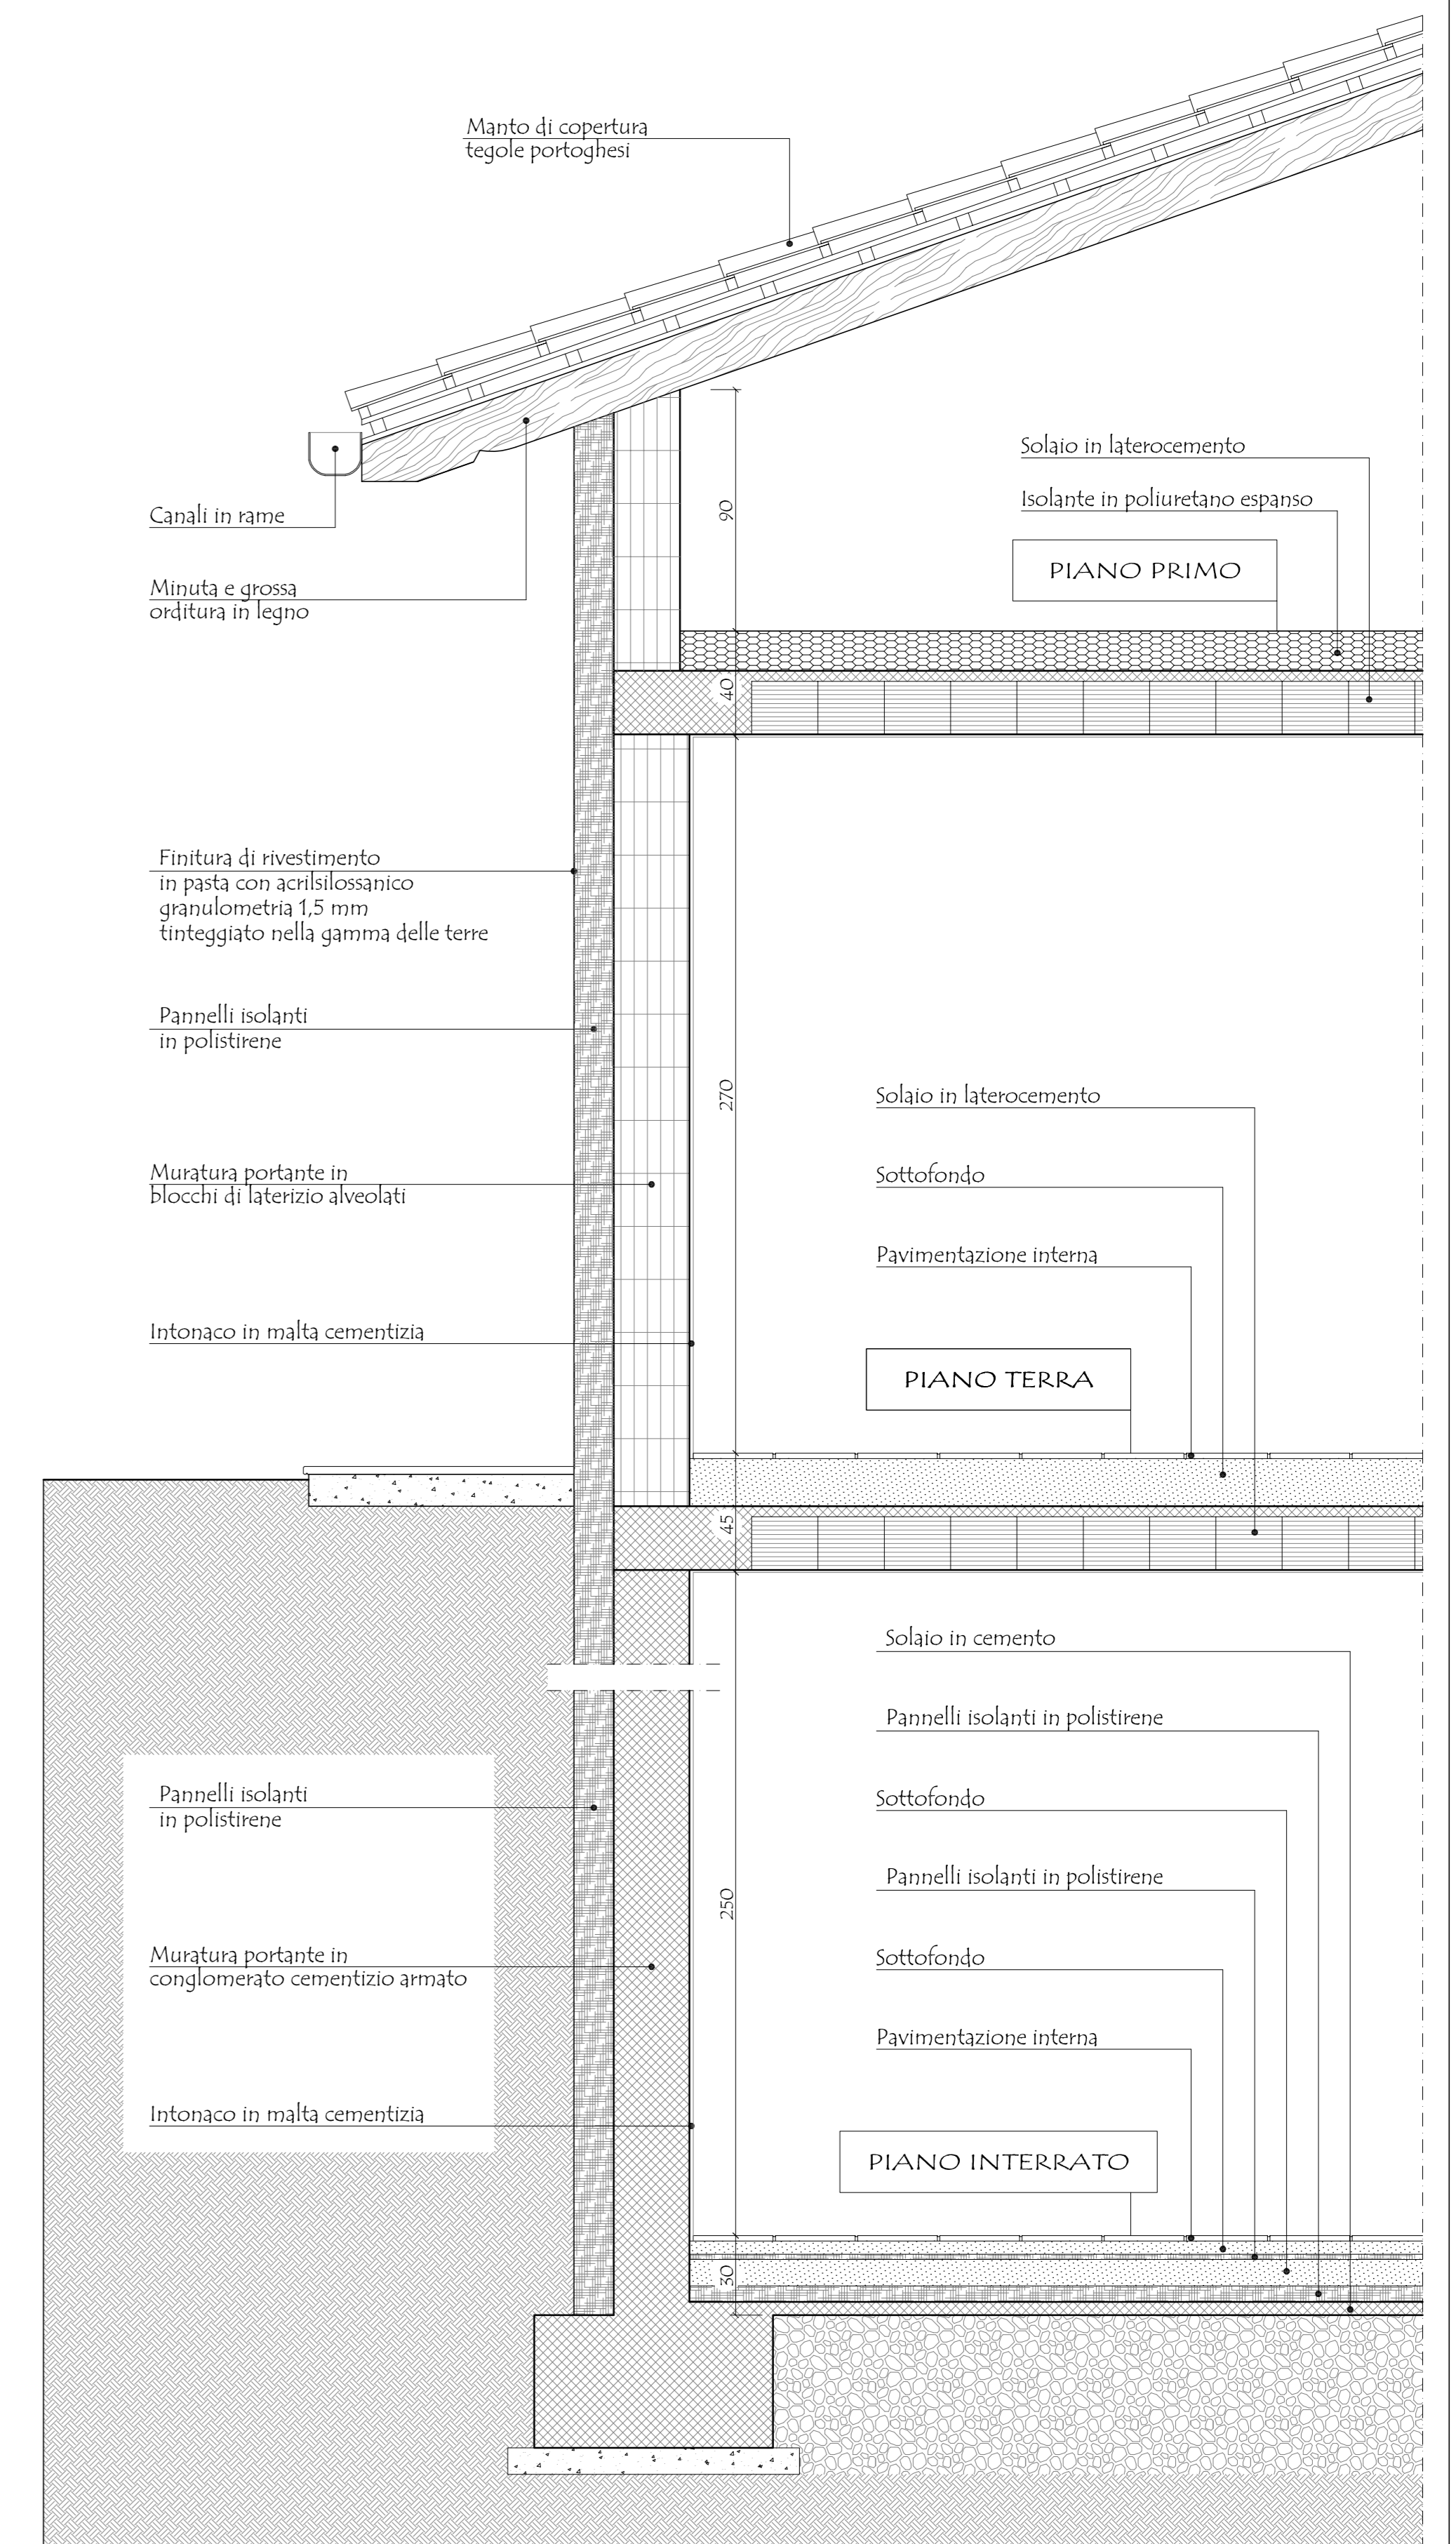 Manto di copertura
tegole portoghesi
Solaio in laterocemento
Isolante in poliuretano espanso
Canali in rame
90
PIANO PRIMO
Minuta e grossa
orditura in legno
40
Finitura di rivestimento
in pasta con acrilsilossanico
granulometria 1,5 mm
tinteggiato nella gamma delle terre
Pannelli isolanti
in polistirene
270
Solaio in laterocemento
Muratura portante in
blocchi di laterizio alveolati
Sottofondo
Pavimentazione interna
Intonaco in malta cementizia
PIANO TERRA
45
Solaio in cemento
Pannelli isolanti in polistirene
Pannelli isolanti
in polistirene
Sottofondo
Pannelli isolanti in polistirene
250
Muratura portante in
conglomerato cementizio armato
Sottofondo
Pavimentazione interna
Intonaco in malta cementizia
PIANO INTERRATO
30